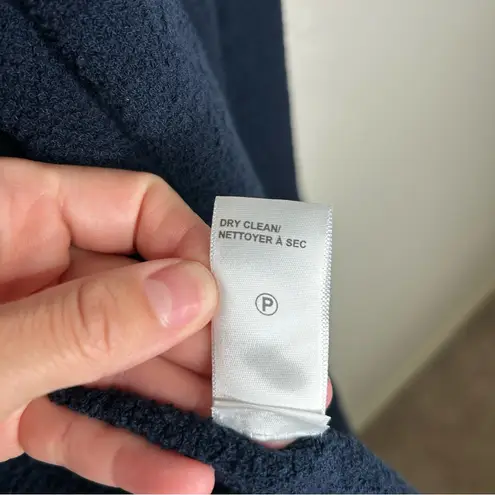 DRY CLEAN/
NETTOYER À SEC
P